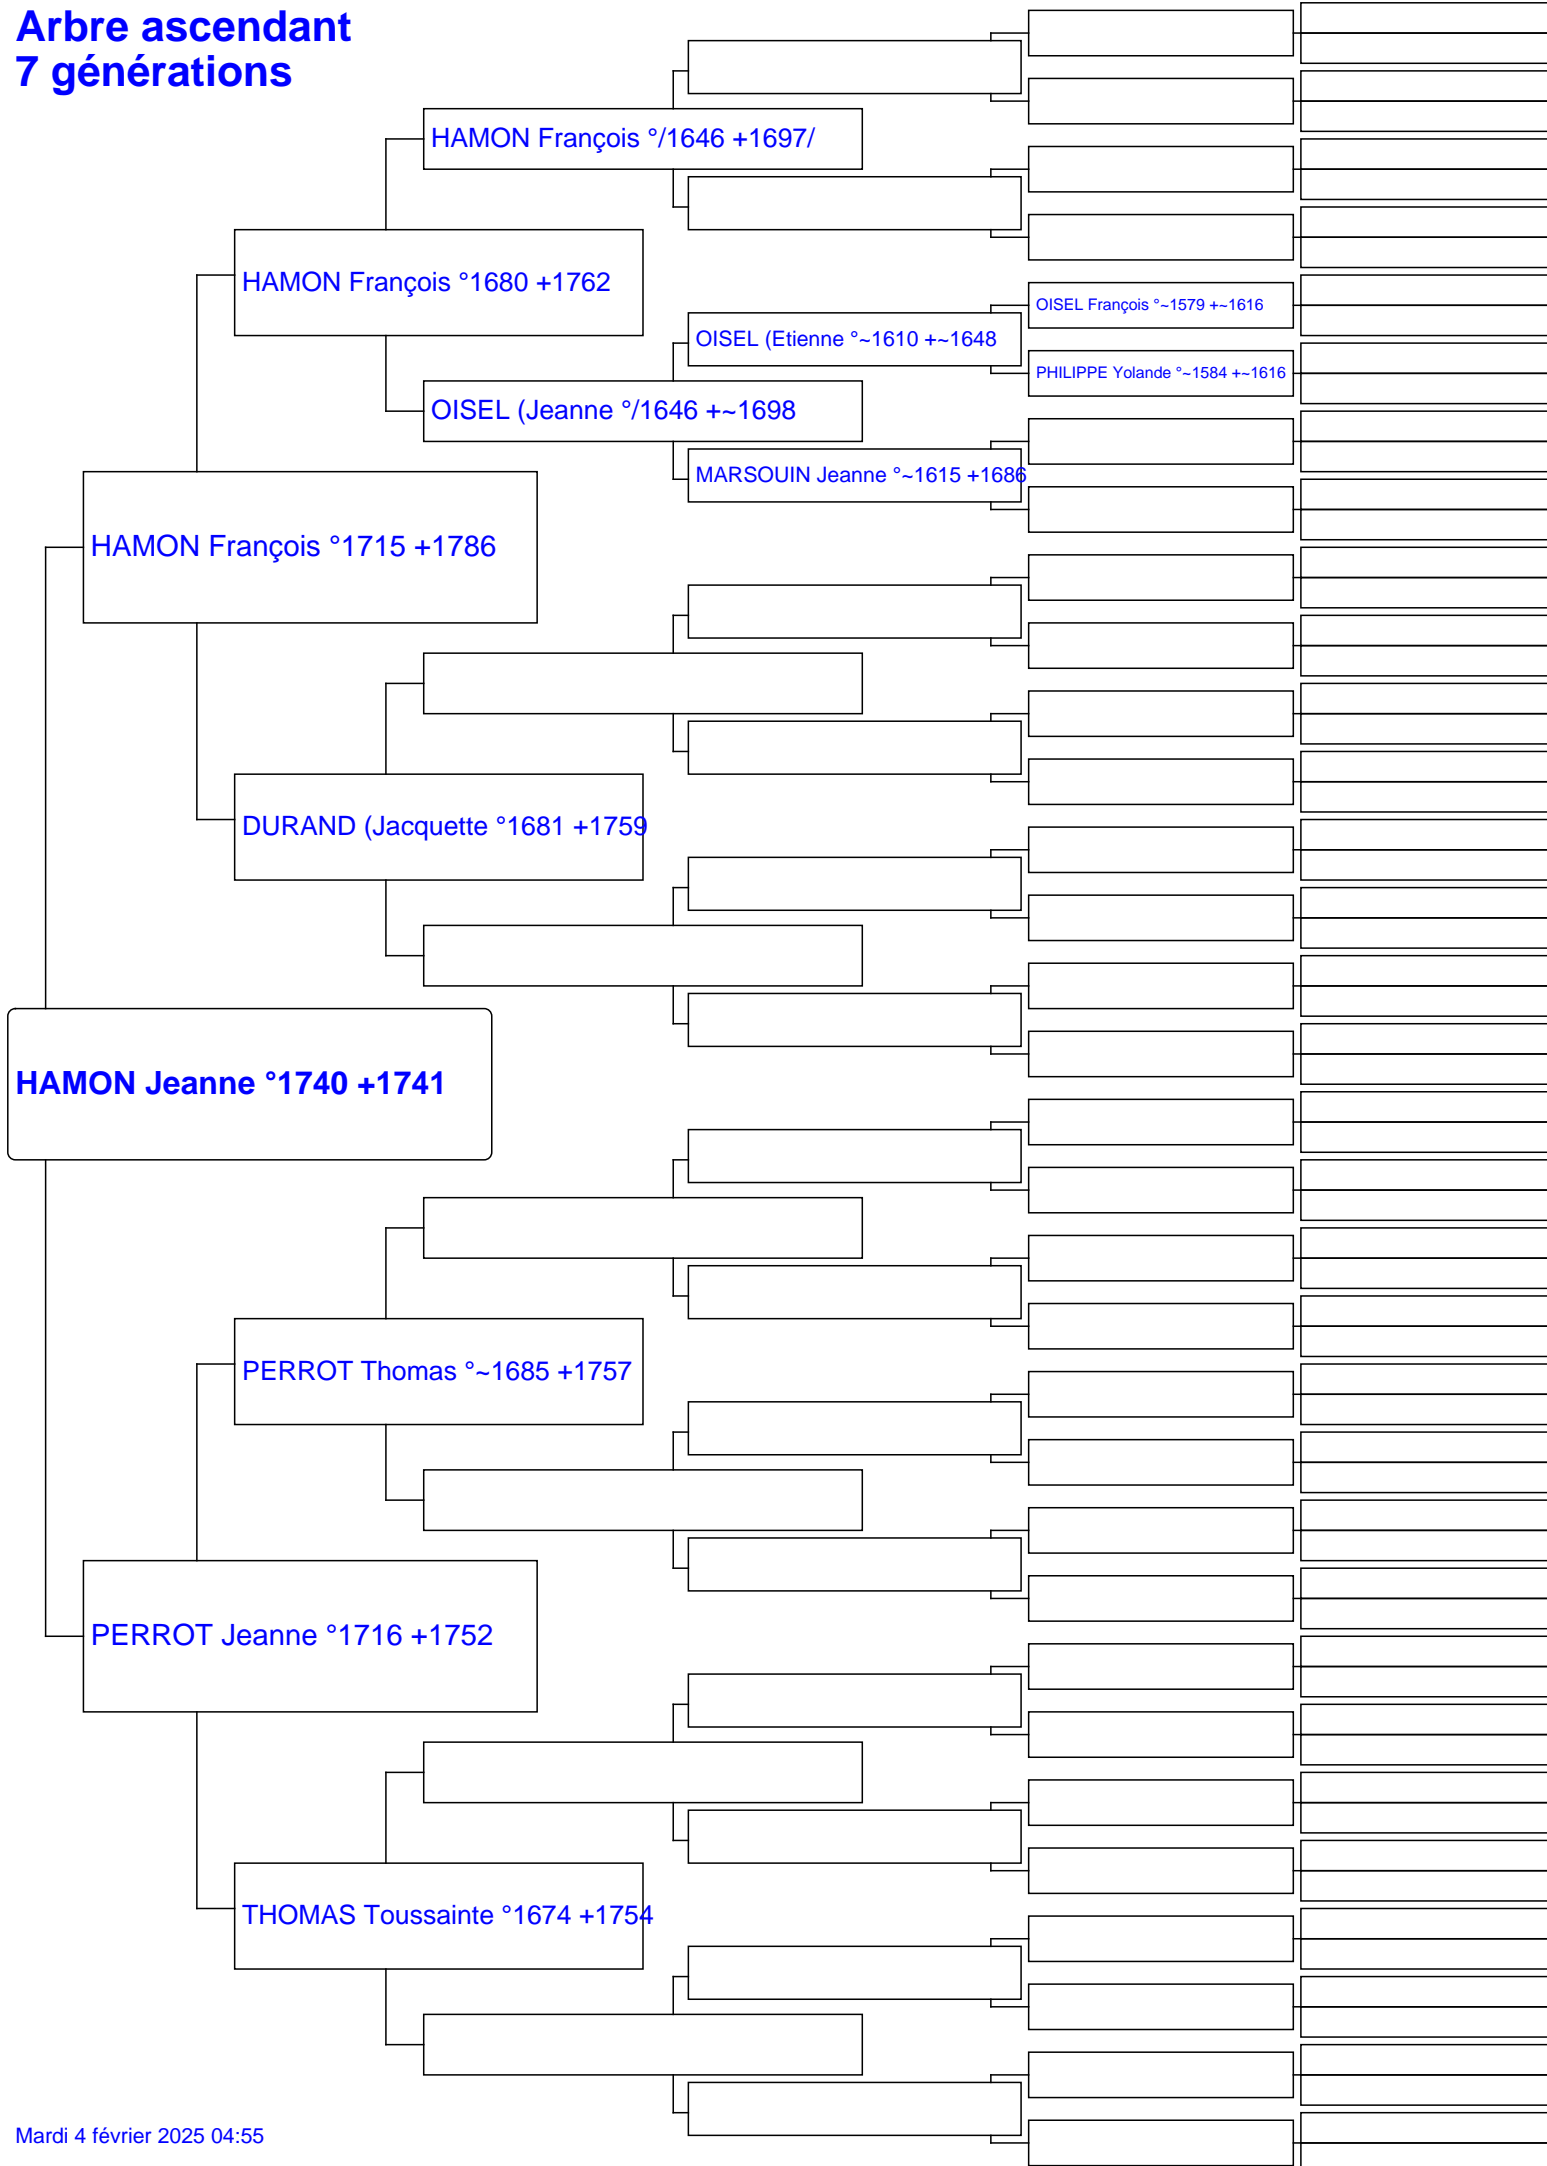 Arbre ascendant
7 générations
HAMON François °/1646 +1697/
HAMON François °1680 +1762
OISEL François °~1579 +~1616
OISEL (Etienne °~1610 +~1648
PHILIPPE Yolande °~1584 +~1616
OISEL (Jeanne °/1646 +~1698
MARSOUIN Jeanne °~1615 +1686
HAMON François °1715 +1786
DURAND (Jacquette °1681 +1759
HAMON Jeanne °1740 +1741
PERROT Thomas °~1685 +1757
PERROT Jeanne °1716 +1752
THOMAS Toussainte °1674 +1754
Mardi 4 février 2025 04:55